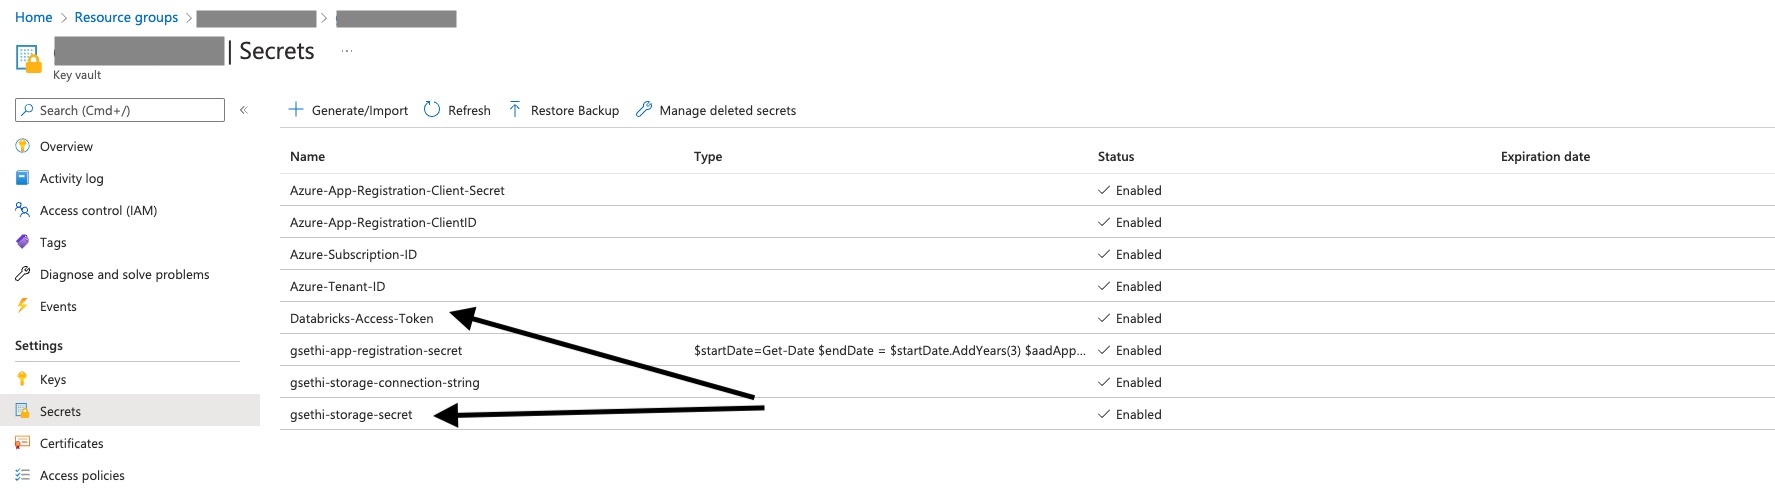 Home > Resource groups > >
| Secrets ...
Key vault
Search (Cmd+/) «
Generate/Import Refresh Restore Backup Manage deleted secrets
Overview
Activity log
Access control (IAM)
Tags
Diagnose and solve problems
Events
Settings
Keys
Secrets
Certificates
Access policies
Name Type Status Expiration date
Azure-App-Registration-Client-Secret Enabled
Azure-App-Registration-ClientID Enabled
Azure-Subscription-ID Enabled
Azure-Tenant-ID Enabled
Databricks-Access-Token Enabled
gsethi-app-registration-secret $startDate=Get-Date $endDate = $startDate.AddYears(3) $aadApp... Enabled
gsethi-storage-connection-string Enabled
gsethi-storage-secret Enabled